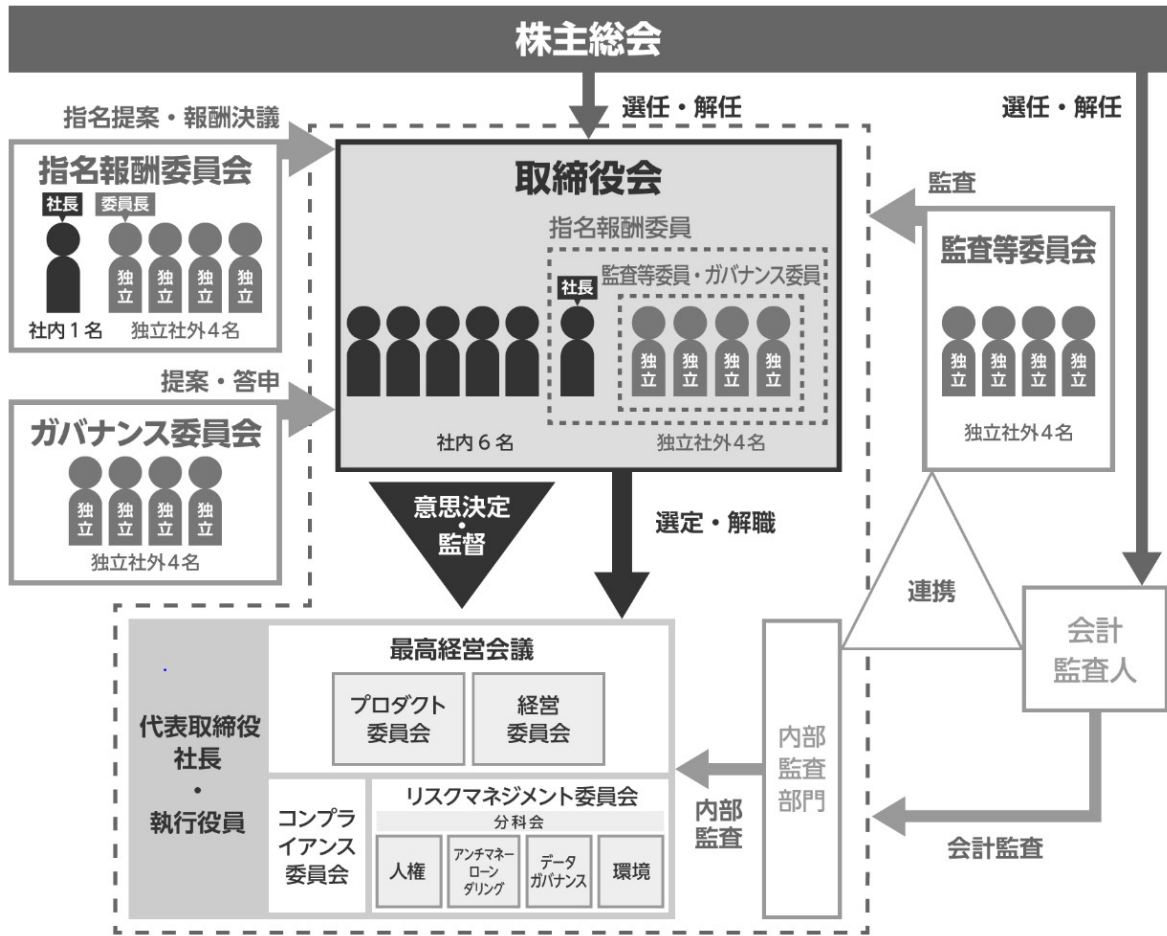 株主総会
選任・解任
選任・解任
指名提案・報酬決議
指名報酬委員会
社長
委員長
独立
独立
独立
独立
社内1名
独立社外4名
提案・答申
ガバナンス委員会
独立
独立
独立
独立
独立社外4名
取締役会
指名報酬委員
監査等委員・ガバナンス委員
社長
独立
独立
独立
独立
社内6名
独立社外4名
監査
監査等委員会
独立
独立
独立
独立
独立社外4名
意思決定
・
監督
選定・解職
連携
会計
監査人
代表取締役
社長
・
執行役員
最高経営会議
プロダクト
委員会
経営
委員会
コンプラ
イアンス
委員会
リスクマネジメント委員会
分科会
人権
アンチマネー
ローン
ダリング
データ
ガバナンス
環境
内部
監査
内部
監査
部門
会計監査